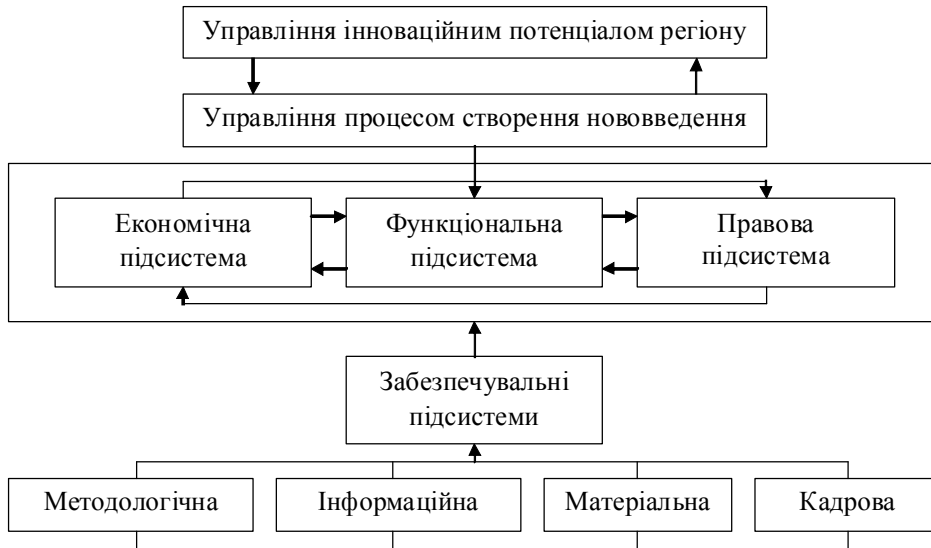 Управління інноваційним потенціалом регіону
Управління процесом створення нововведення
Економічна
підсистема
Функціональна
підсистема
Правова
підсистема
Забезпечувальні
підсистеми
Методологічна
Інформаційна
Матеріальна
Кадрова